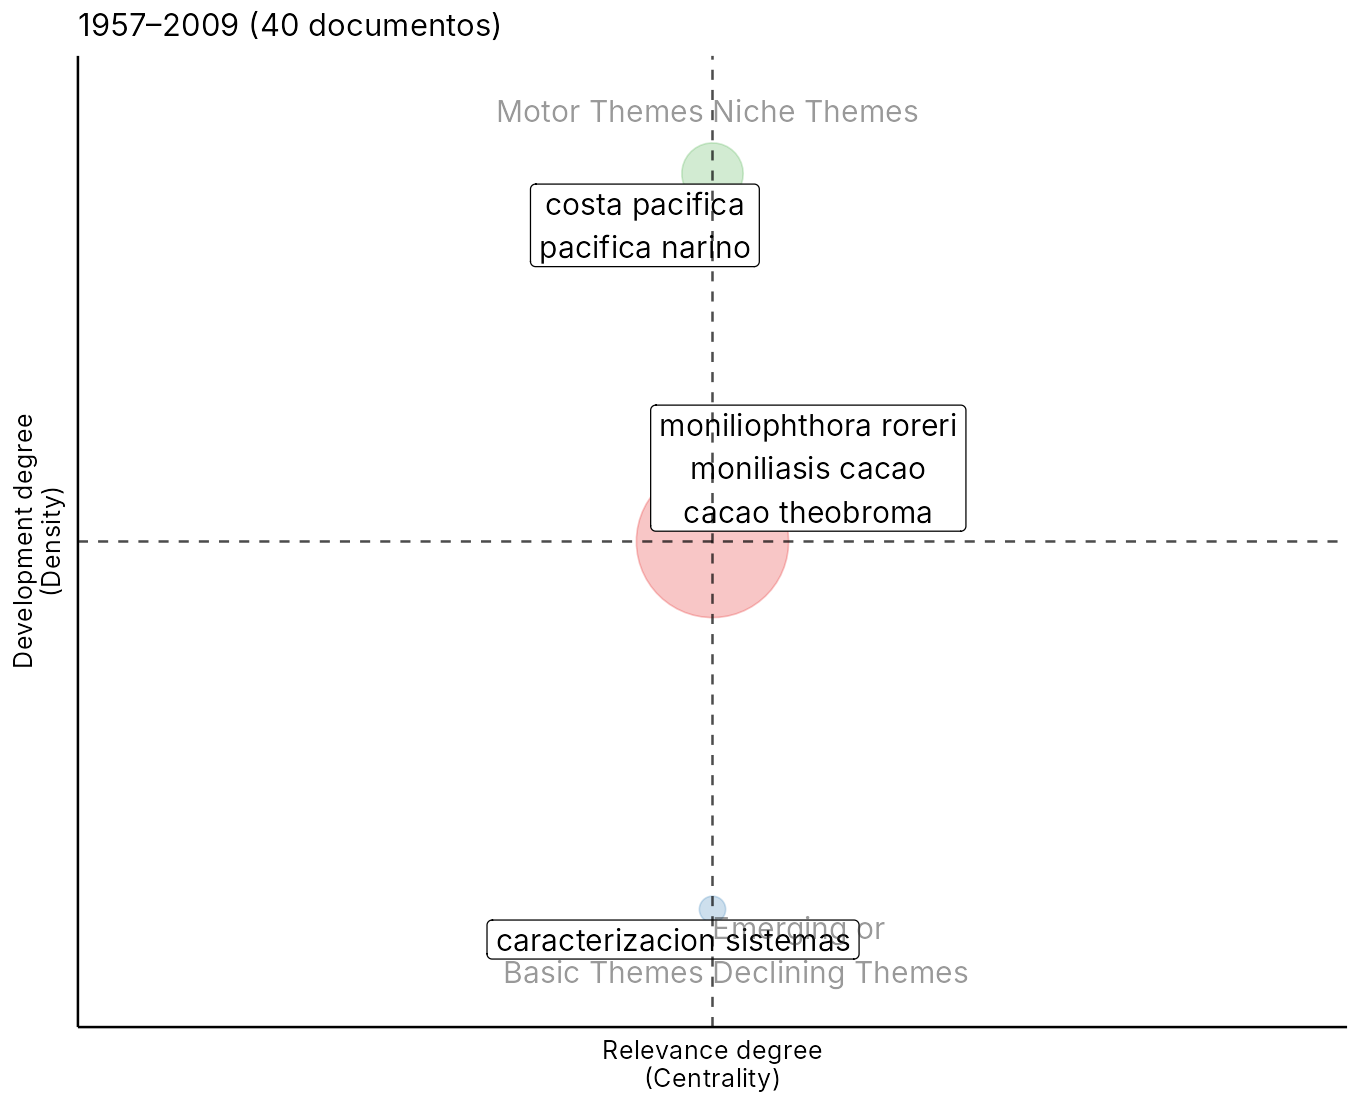 1957–2009 (40 documentos)
Motor Themes Niche Themes
costa pacifica
pacifica narino
moniliophthora roreri
moniliasis cacao
cacao theobroma
Development degree
(Density)
Emerging or
caracterizacion sistemas
Basic Themes Declining Themes
Relevance degree
(Centrality)